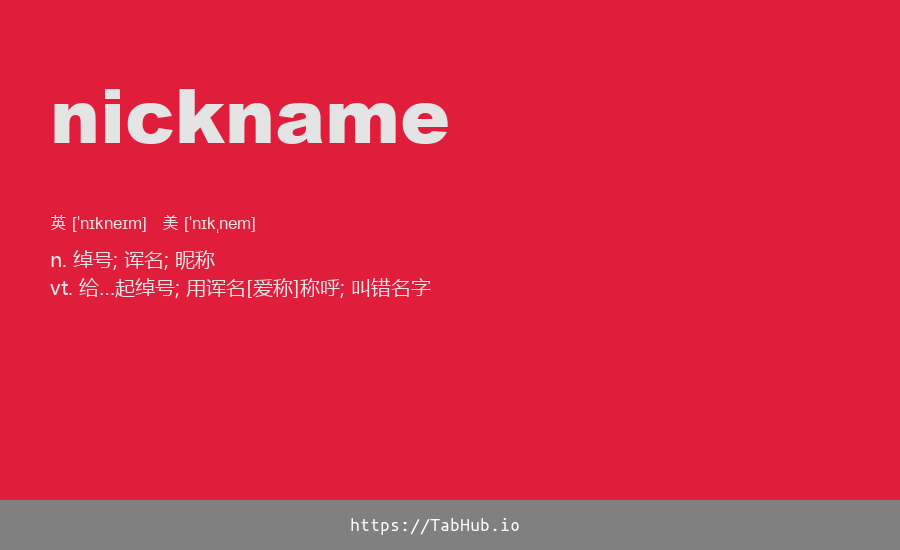 nickname
英 [ˈnɪkneɪm]   美 [ˈnɪkˌnem]
n. 绰号; 诨名; 昵称
vt. 给...起绰号; 用诨名[爱称]称呼; 叫错名字
https://TabHub.io